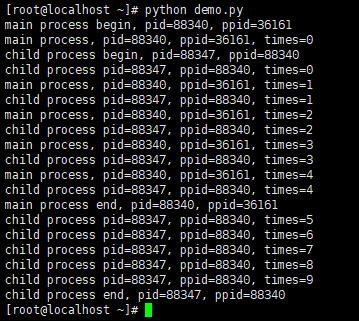 [root@localhost ~]# python demo.py
main process begin, pid=88340, ppid=36161
main process, pid=88340, ppid=36161, times=0
child process begin, pid=88347, ppid=88340
child process pid=88347, ppid=88340, times=0
main process, pid=88340, ppid=36161, times=1
child process pid=88347, ppid=88340, times=1
main process, pid=88340, ppid=36161, times=2
child process pid=88347, ppid=88340, times=2
main process, pid=88340, ppid=36161, times=3
child process pid=88347, ppid=88340, times=3
main process, pid=88340, ppid=36161, times=4
child process pid=88347, ppid=88340, times=4
main process end, pid=88340, ppid=36161
child process pid=88347, ppid=88340, times=5
child process pid=88347, ppid=88340, times=6
child process pid=88347, ppid=88340, times=7
child process pid=88347, ppid=88340, times=8
child process pid=88347, ppid=88340, times=9
child process end, pid=88347, ppid=88340
[root@localhost ~]#